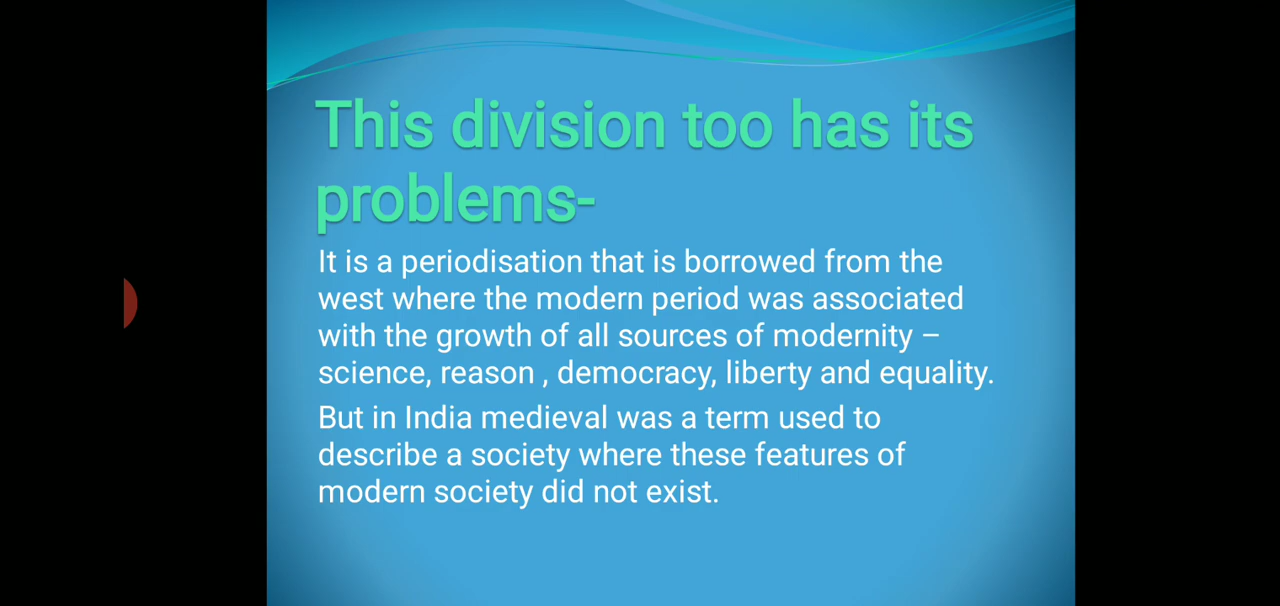 This division too has its
problems-
It is a periodisation that is borrowed from the
west where the modern period was associated
with the growth of all sources of modernity –
science, reason , democracy, liberty and equality.
But in India medieval was a term used to
describe a society where these features of
modern society did not exist.